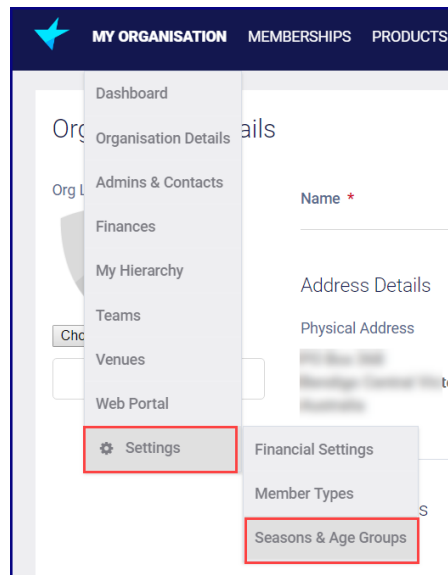 MY ORGANISATION MEMBERSHIPS PRODUCTS
Dashboard
Org ails
Organisation Details
Org L
Admins & Contacts
Name *
Finances
My Hierarchy
Address Details
Teams
Physical Address
Cho
Venues
Web Portal
Settings
Financial Settings
Member Types
s
Seasons & Age Groups